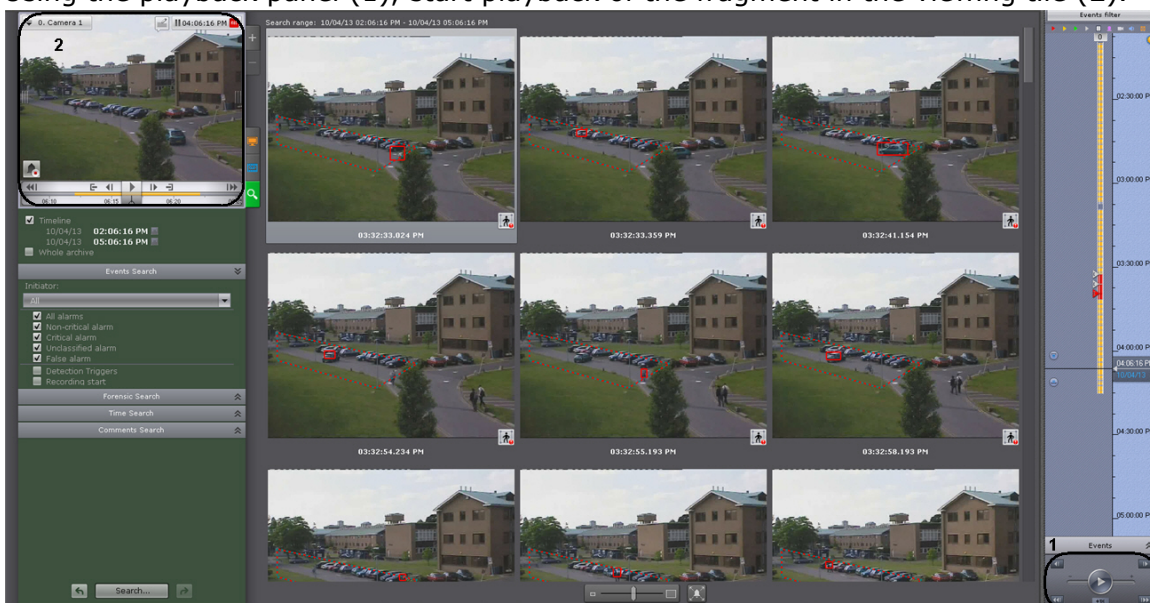 Using the playback panel (1), start playback of the fragment in the viewing tile (2).
0. Camera 1
04:06:16 PM
2
06:10
06:15
06:20
Timeline
10/04/13 02:06:16 PM
10/04/13 05:06:16 PM
Whole archive
Events Search
Initiator:
All
All alarms
Non-critical alarm
Critical alarm
Unclassified alarm
False alarm
Detection Triggers
Recording start
Forensic Search
Time Search
Comments Search
Search...
Search range: 10/04/13 02:06:16 PM - 10/04/13 05:06:16 PM
03:32:33.024 PM
03:32:33.359 PM
03:32:41.154 PM
03:32:54.234 PM
03:32:55.193 PM
03:32:58.193 PM
Events filter
0
02:30:00 P
03:00:00 P
03:30:00 P
04:00:00 P
04:06:16 PM
10/04/13
04:30:00 P
05:00:00 P
Events
1